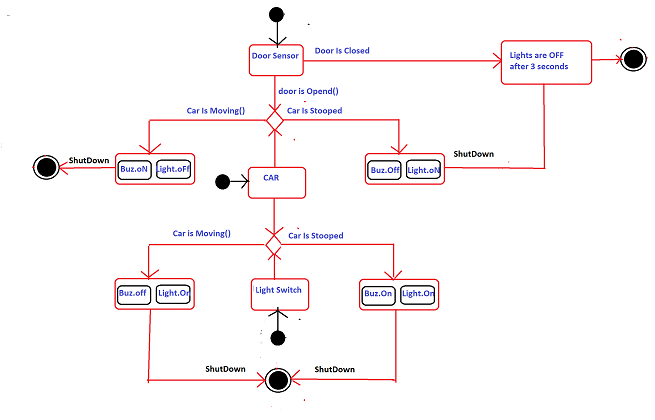 Door Is Closed
Door Sensor
Lights are OFF
after 3 seconds
door is Opend()
Car Is Moving()
Car Is Stooped
ShutDown
ShutDown
Buz.oN
Light.oFf
Buz.Off
Light.oN
CAR
Car is Moving()
Car Is Stooped
Buz.off
Light.On
Light Switch
Buz.On
Light.On
ShutDown
ShutDown